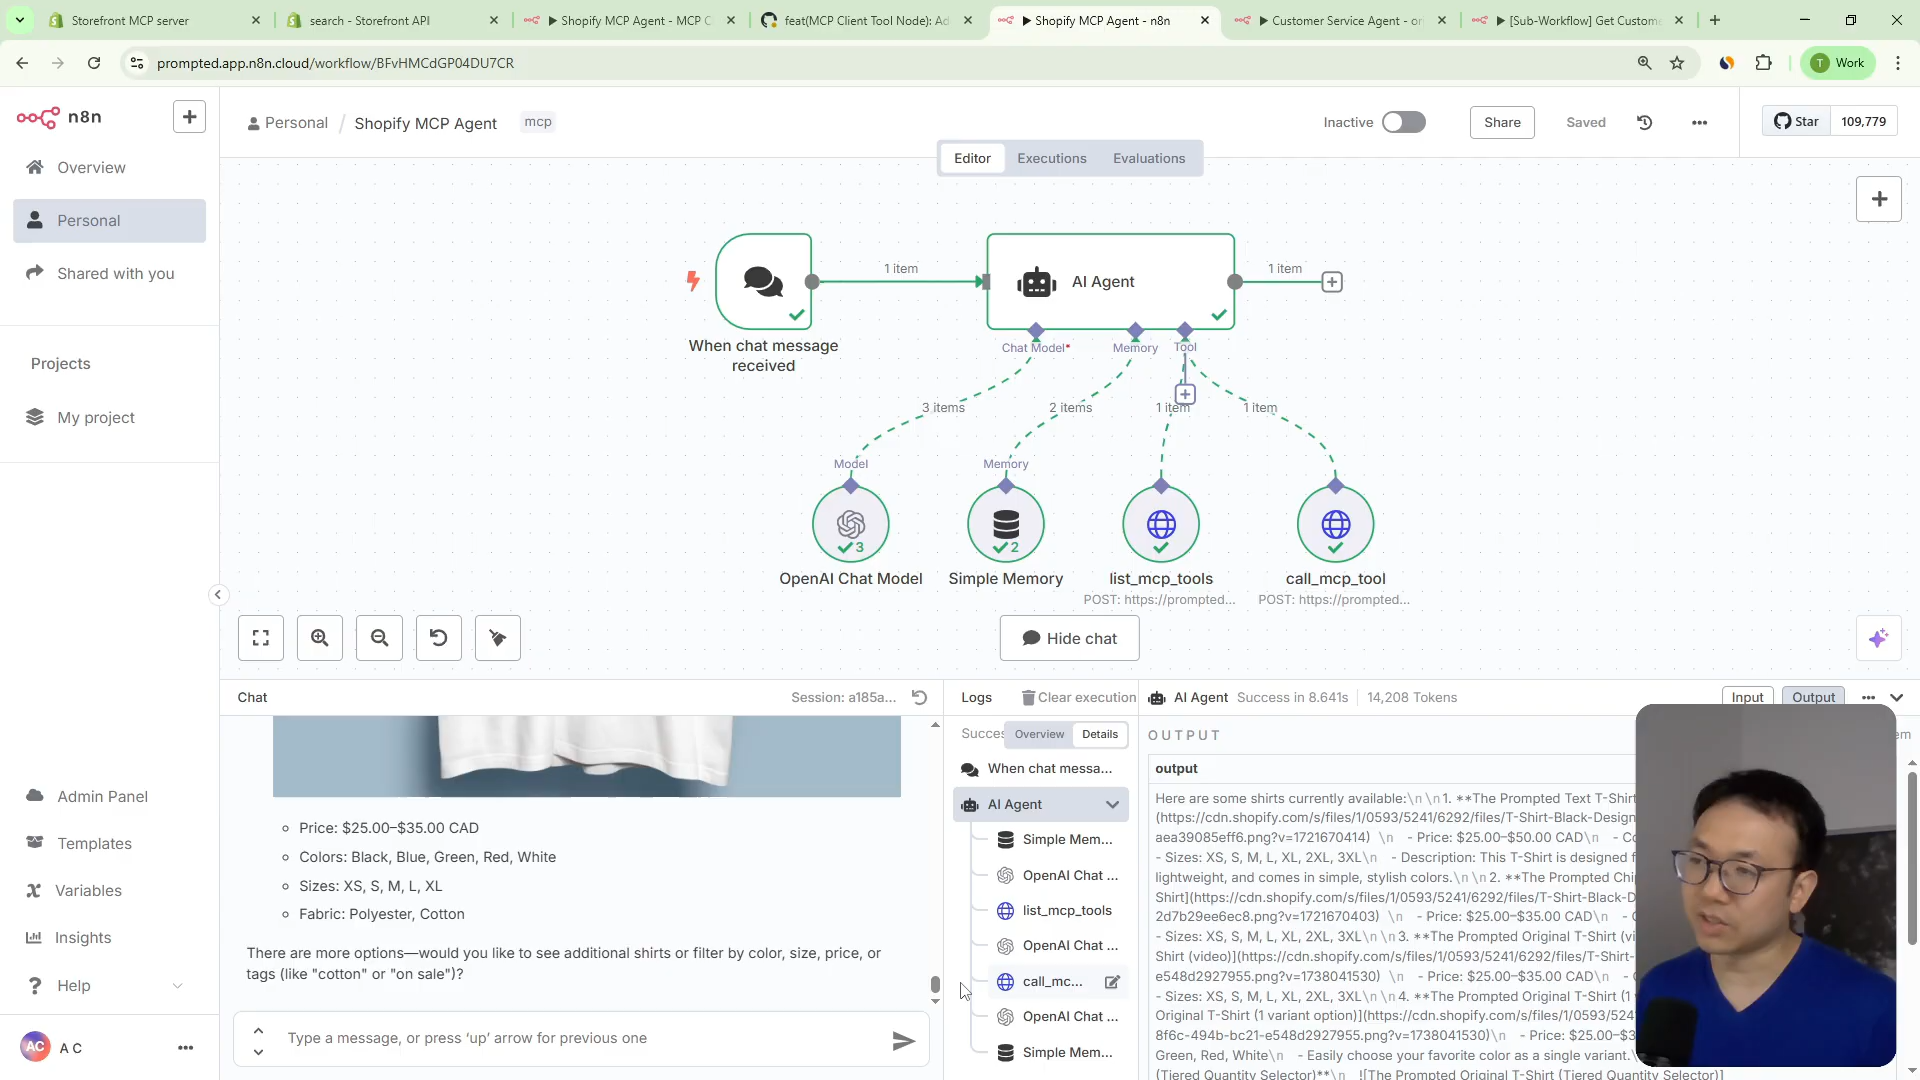 Storefront MCP server
search - Storefront API
Shopify MCP Agent - MCP C
feat(MCP Client Tool Node): Ad
Shopify MCP Agent - n8n
Customer Service Agent - or
[Sub-Workflow] Get Custome
prompted.app.n8n.cloud/workflow/BFvHMCdGP04DU7CR
T
Work
n8n
Personal / Shopify MCP Agent
mcp
Inactive
Share
Saved
Star
109,779
Editor
Executions
Evaluations
Overview
Personal
Shared with you
Projects
My project
Admin Panel
Templates
Variables
Insights
Help
AC
A C
1 item
AI Agent
1 item
When chat message
received
Chat Model*
Memory
Tool
3 items
2 items
1 item
1 item
Model
Memory
3
2
OpenAI Chat Model
Simple Memory
list_mcp_tools
call_mcp_tool
POST: https://prompted...
POST: https://prompted...
Hide chat
Chat
Session: a185a...
Price: $25.00–$35.00 CAD
Colors: Black, Blue, Green, Red, White
Sizes: XS, S, M, L, XL
Fabric: Polyester, Cotton
There are more options—would you like to see additional shirts or filter by color, size, price, or
tags (like "cotton" or "on sale")?
Type a message, or press ‘up’ arrow for previous one
Logs
Clear execution
Succes
Overview
Details
When chat messa...
AI Agent
Simple Mem...
OpenAI Chat ...
list_mcp_tools
OpenAI Chat ...
call_mc...
OpenAI Chat ...
Simple Mem...
AI Agent
Success in 8.641s
14,208 Tokens
Input
Output
OUTPUT
em
output
Here are some shirts currently available:\n\n1. **The Prompted Text T-Shirt
(https://cdn.shopify.com/s/files/1/0593/5241/6292/files/T-Shirt-Black-Design
aea39085eff6.png?v=1721670414) \n - Price: $25.00–$50.00 CAD\n - Co
- Sizes: XS, S, M, L, XL, 2XL, 3XL\n - Description: This T-Shirt is designed f
lightweight, and comes in simple, stylish colors.\n\n2. **The Prompted Chi
Shirt](https://cdn.shopify.com/s/files/1/0593/5241/6292/files/T-Shirt-Black-D
2d7b29ee6ec8.png?v=1721670403) \n - Price: $25.00–$35.00 CAD\n - C
- Sizes: XS, S, M, L, XL, 2XL, 3XL\n\n3. **The Prompted Original T-Shirt (vi
Shirt (video)](https://cdn.shopify.com/s/files/1/0593/5241/6292/files/
e548d2927955.png?v=1738041530) \n - Price: $25.00–$35.00 CAD\n
- Sizes: XS, S, M, L, XL, 2XL, 3XL\n\n4. **The Prompted Original T-Shirt (1
Original T-Shirt (1 variant option)](https://cdn.shopify.com/s/files/1/0593/52
8f6c-494b-bc21-e548d2927955.png?v=1738041530)\n - Price: $25.00–$3
Green, Red, White\n - Easily choose your favorite color as a single variant.\
(Tiered Quantity Selector)**\n ![The Prompted Original T-Shirt (Tiered Quantity Selector)]